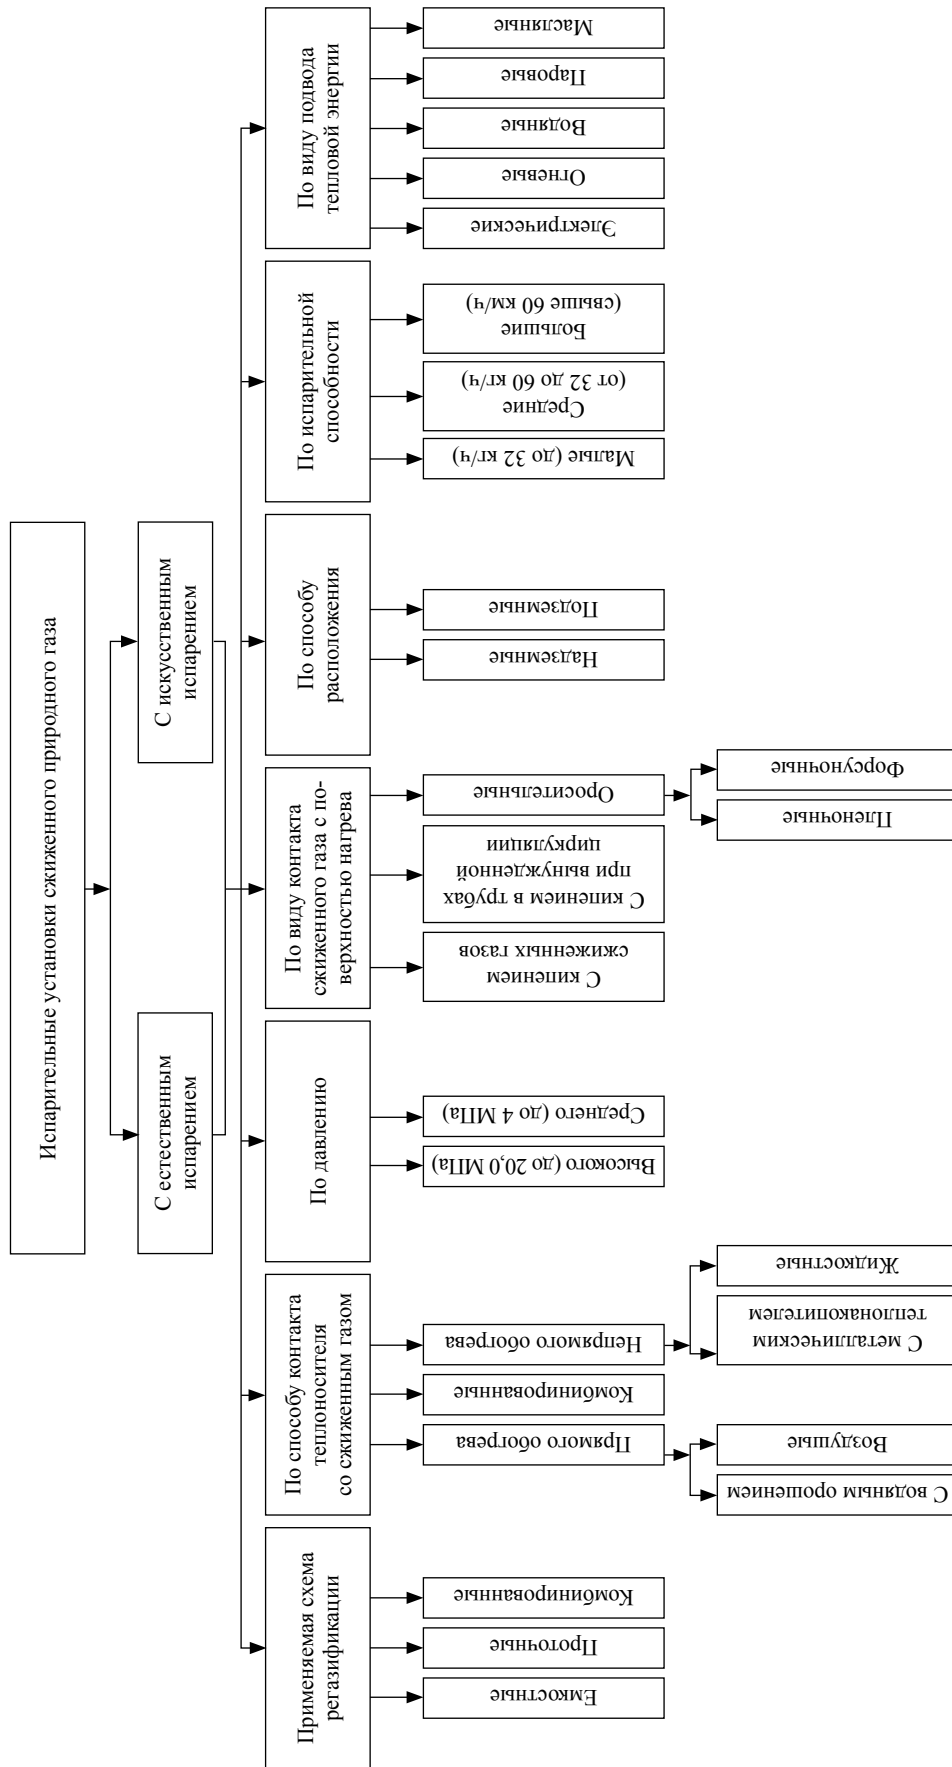 Испарительные установки сжиженного природного газа
С естественным
испарением
С искусственным
испарением
Применяемая схема
регазификации
Емкостные
Проточные
Комбинированные
По способу контакта
теплоносителя
со сжиженным газом
Прямого обогрева
С водяным орошением
Воздушые
Комбинированные
Непрямого обогрева
С металлическим
теплонакопителем
Жидкостные
По давлению
Высокого (до 20,0 МПа)
Среднего (до 4 МПа)
По виду контакта
сжиженного газа с по-
верхностью нагрева
С кипением
сжиженных газов
С кипением в трубах
при вынужденной
циркуляции
Оросительные
Пленочные
Форсуночные
По способу
расположения
Надземные
Подземные
По испарительной
способности
Малые (до 32 кг/ч)
Средние
(от 32 до 60 кг/ч)
Большие
(свыше 60 км/ч)
По виду подвода
тепловой энергии
Электрические
Огневые
Водяные
Паровые
Масляные